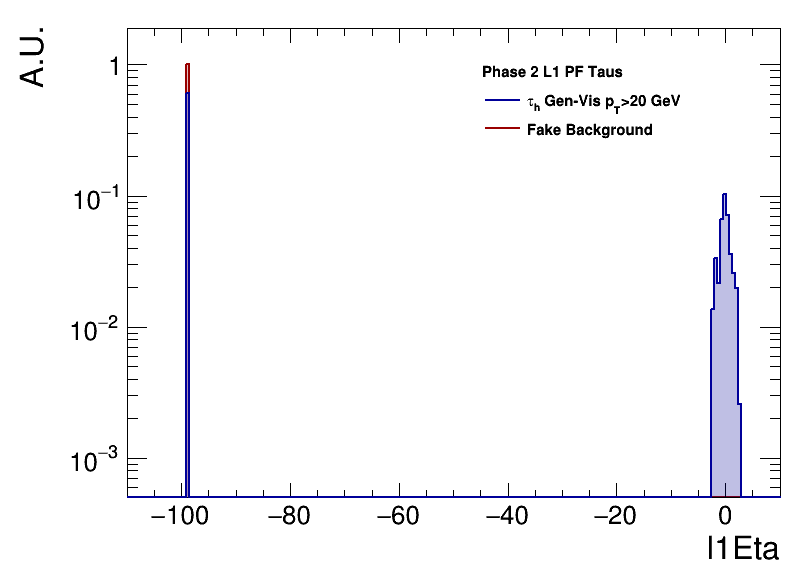 A.U.
Phase 2 L1 PF Taus
τh Gen-Vis pT>20 GeV
Fake Background
1
10−1
10−2
10−3
−100 −80 −60 −40 −20 0
l1Eta